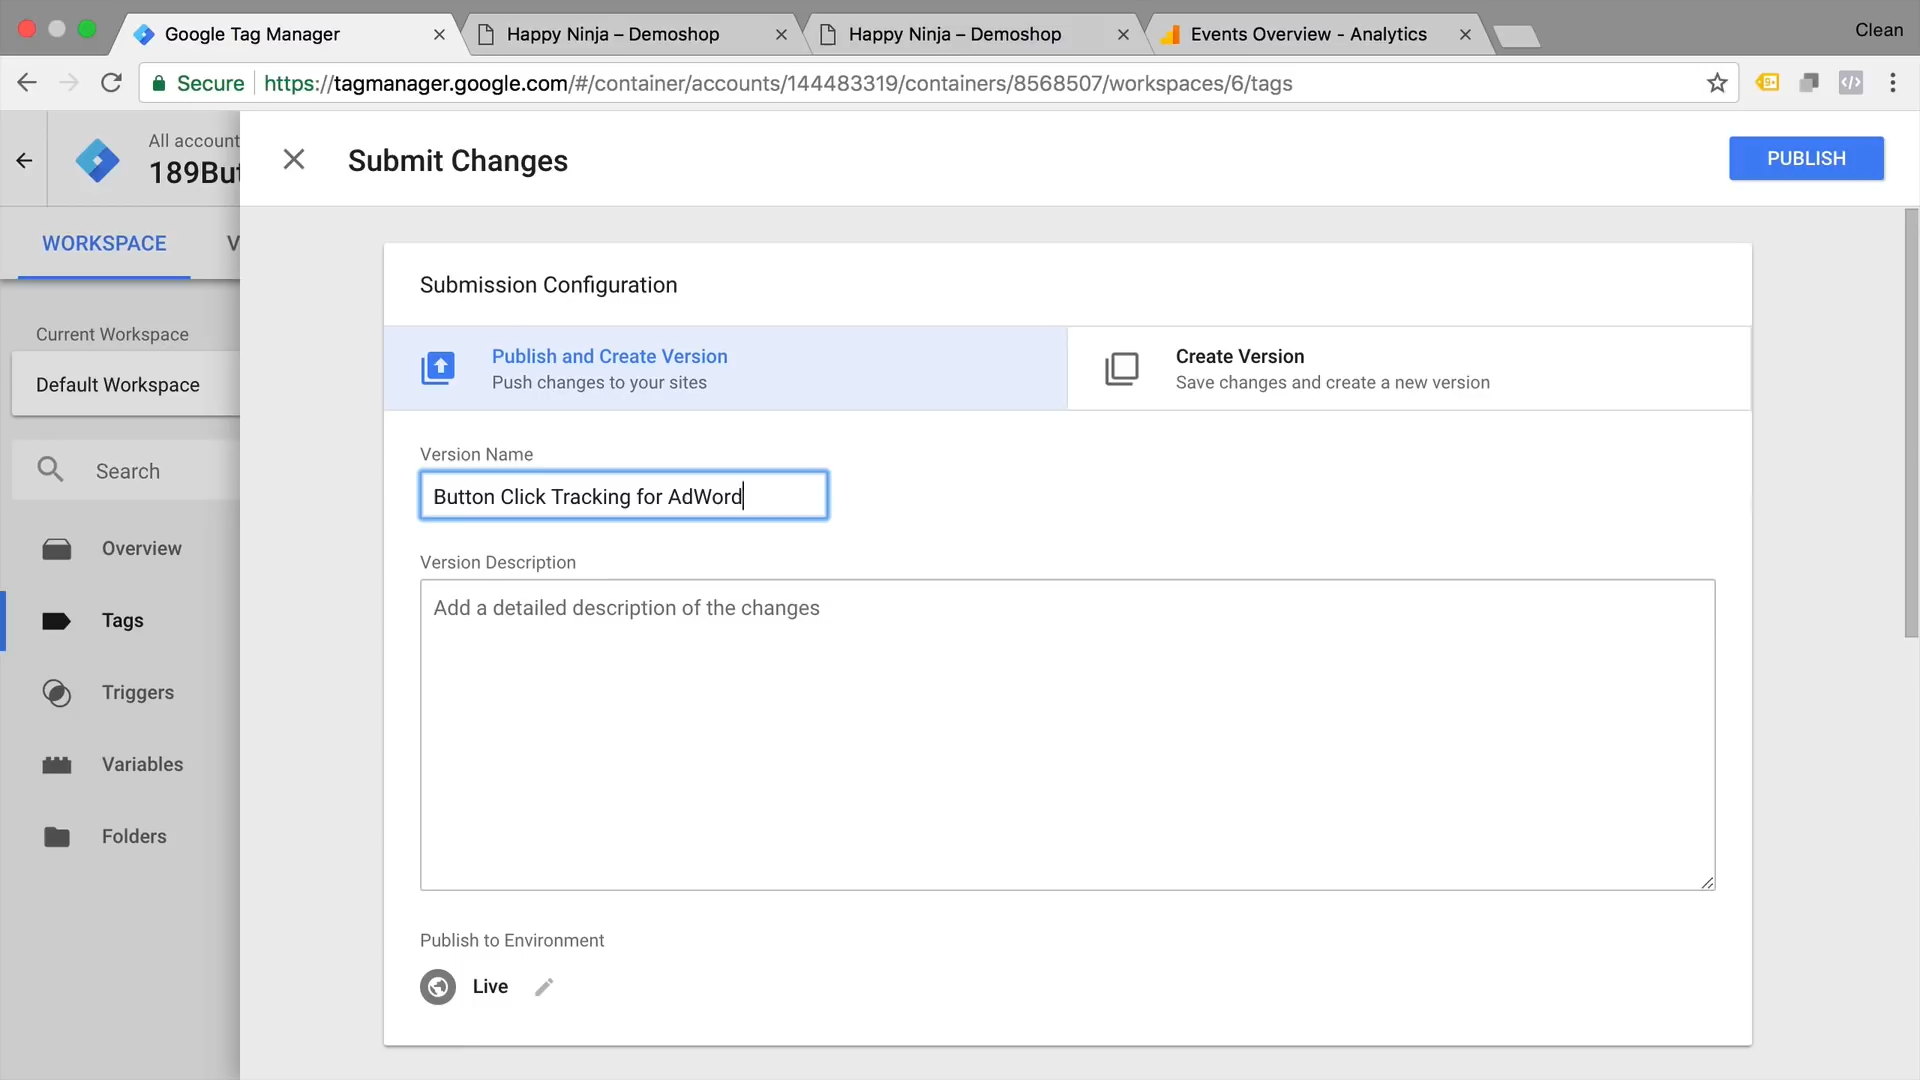 Google Tag Manager
Happy Ninja – Demoshop
Happy Ninja – Demoshop
Events Overview - Analytics
Clean
Secure
https://tagmanager.google.com/#/container/accounts/144483319/containers/8568507/workspaces/6/tags
All account
189But
Submit Changes
PUBLISH
WORKSPACE
V
Submission Configuration
Current Workspace
Default Workspace
Publish and Create Version
Push changes to your sites
Create Version
Save changes and create a new version
Search
Version Name
Button Click Tracking for AdWord
Overview
Version Description
Add a detailed description of the changes
Tags
Triggers
Variables
Folders
Publish to Environment
Live